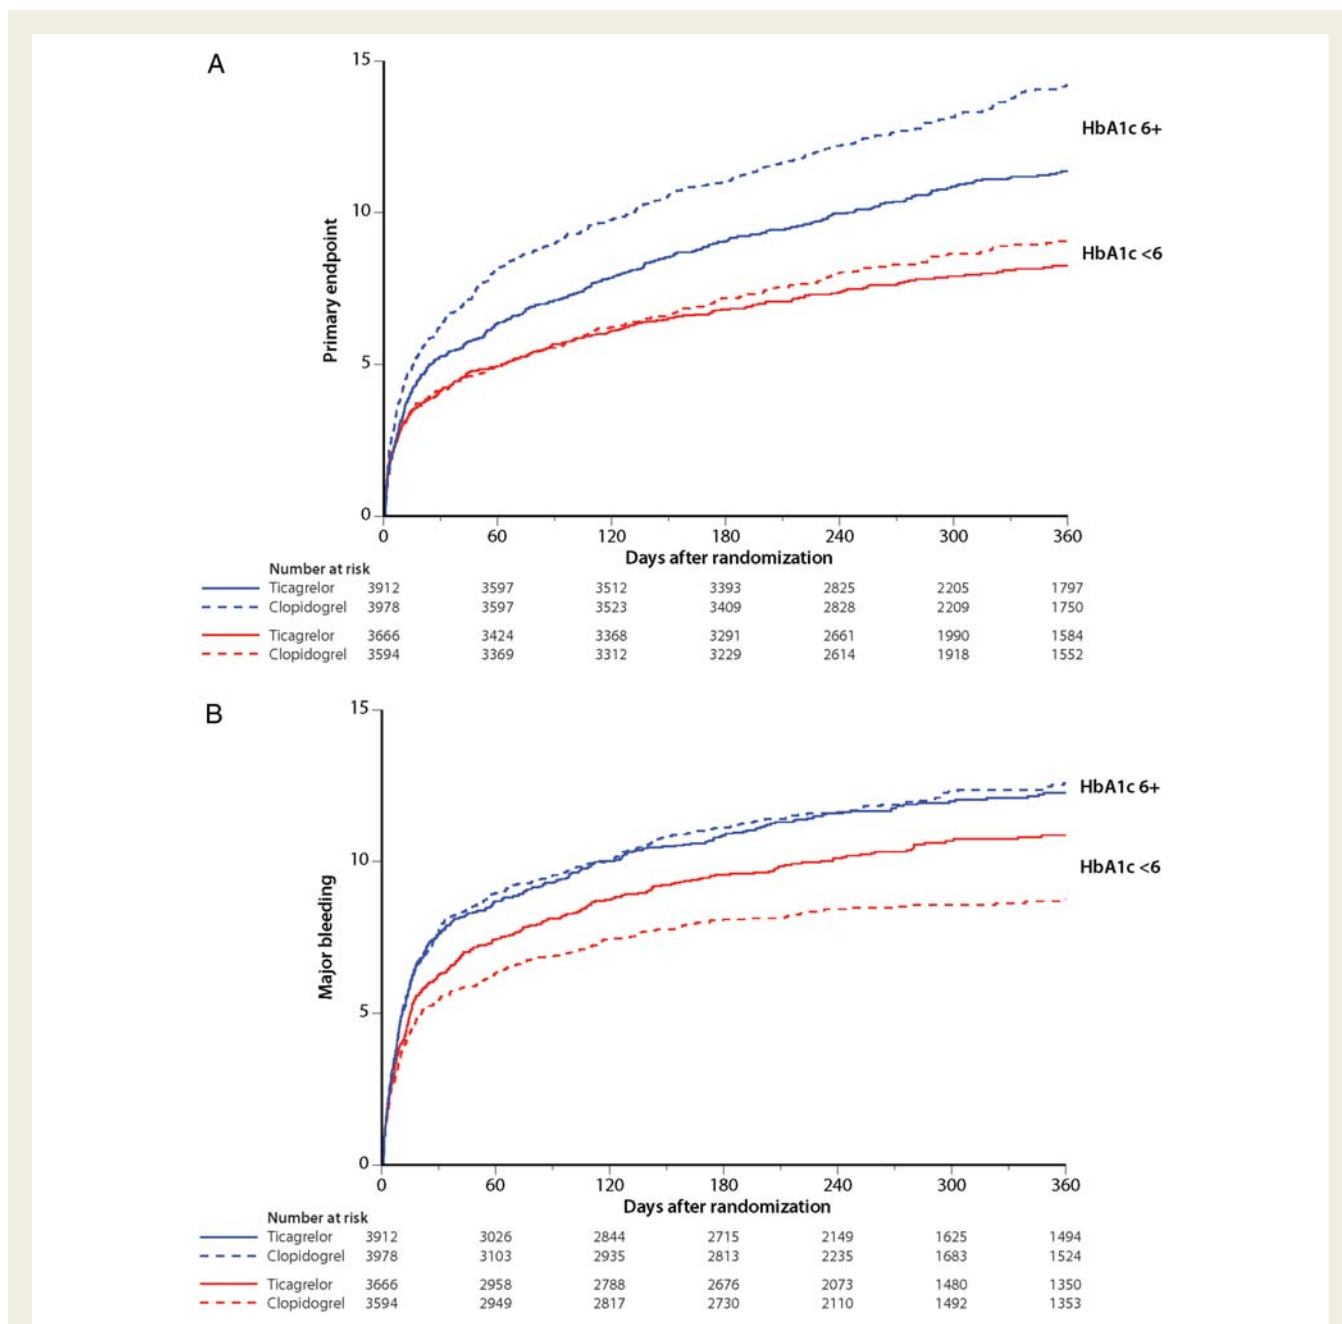 A
15
10
5
0
Primary endpoint
HbA1c 6+
HbA1c <6
0 60 120 180 240 300 360
Days after randomization
Number at risk
Ticagrelor 3912 3597 3512 3393 2825 2205 1797
Clopidogrel 3978 3597 3523 3409 2828 2209 1750
Ticagrelor 3666 3424 3368 3291 2661 1990 1584
Clopidogrel 3594 3369 3312 3229 2614 1918 1552
B
15
10
5
0
Major bleeding
HbA1c 6+
HbA1c <6
0 60 120 180 240 300 360
Days after randomization
Number at risk
Ticagrelor 3912 3026 2844 2715 2149 1625 1494
Clopidogrel 3978 3103 2935 2813 2235 1683 1524
Ticagrelor 3666 2958 2788 2676 2073 1480 1350
Clopidogrel 3594 2949 2817 2730 2110 1492 1353